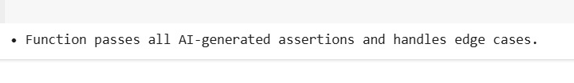 • Function passes all AI-generated assertions and handles edge cases.